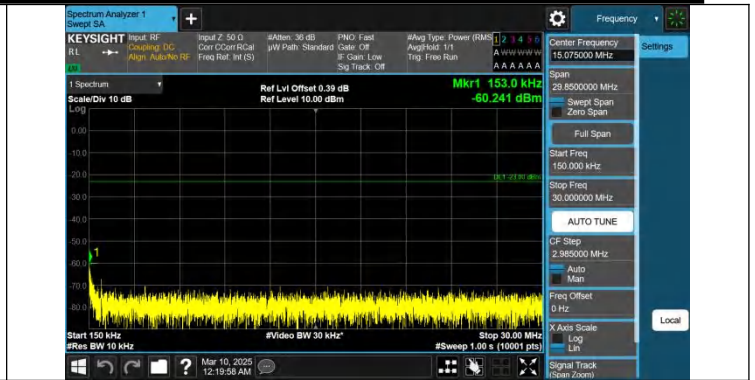 Spectrum Analyzer 1
Swept SA
Frequency
KEYSIGHT Input: RF Input Z: 50 Ω #Atten: 36 dB PNO: Fast #Avg Type: Power (RMS 1 2 3 4 5 6
RL Coupling: DC Corr CCorr RCal µW Path: Standard Gate: Off Avg|Hold: 1/1 A W W W W W
Align: Auto/No RF Freq Ref: Int (S) IF Gain: Low Trig: Free Run
Sig Track: Off A A A A A A
1 Spectrum
Ref Lvl Offset 0.39 dB
Mkr1 153.0 kHz
Scale/Div 10 dB
Ref Level 10.00 dBm
-60.241 dBm
Log
0.00
-10.0
-20.0
DL1 -23.00 dBm
-30.0
-40.0
-50.0
1
-60.0
-70.0
-80.0
Start 150 kHz
#Video BW 30 kHz*
Stop 30.00 MHz
#Res BW 10 kHz
#Sweep 1.00 s (10001 pts)
Center Frequency
15.075000 MHz
Settings
Span
29.8500000 MHz
Swept Span
Zero Span
Full Span
Start Freq
150.000 kHz
Stop Freq
30.000000 MHz
AUTO TUNE
CF Step
2.985000 MHz
Auto
Man
Freq Offset
0 Hz
Local
X Axis Scale
Log
Lin
Signal Track
(Span Zoom)
?
Mar 10, 2025
12:19:58 AM